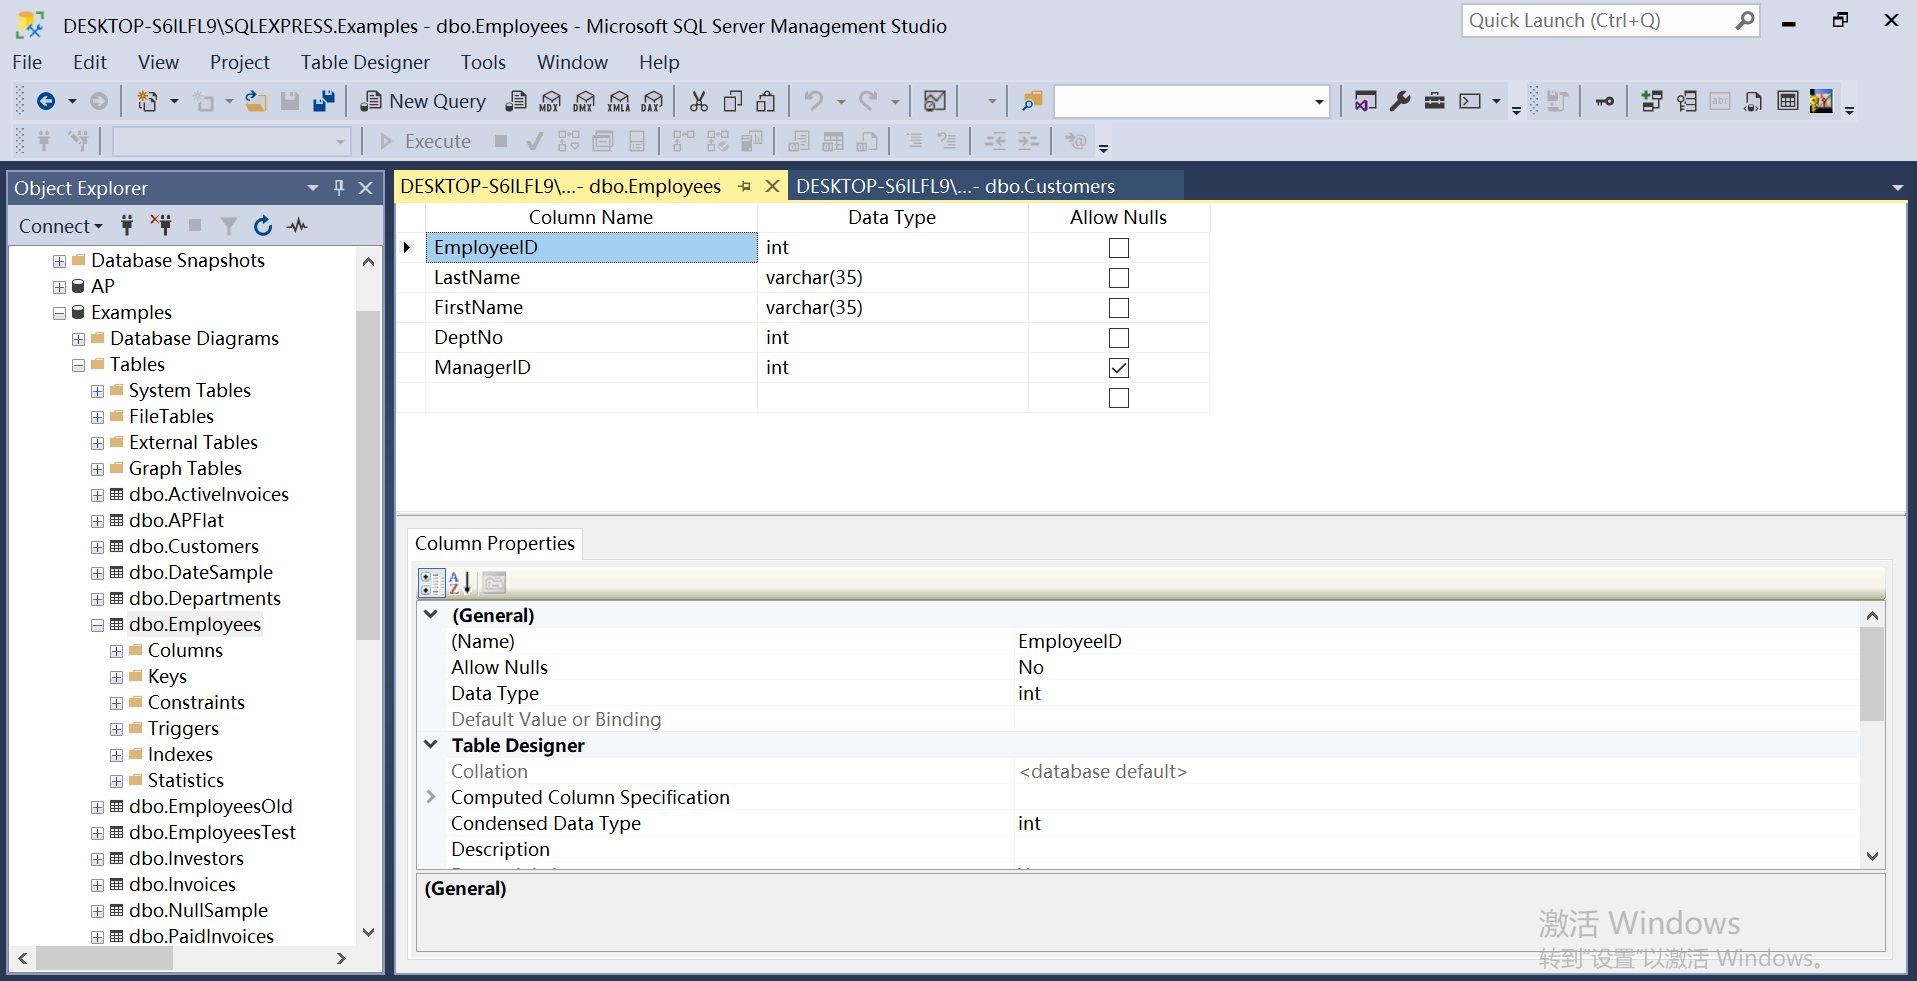 DESKTOP-S6ILFL9\SQLEXPRESS.Examples - dbo.Employees - Microsoft SQL Server Management Studio
Quick Launch (Ctrl+Q)
File Edit View Project Table Designer Tools Window Help
New Query MDX DMX XMLA DAX abc
Execute
Object Explorer
Connect
Database Snapshots
AP
Examples
Database Diagrams
Tables
System Tables
FileTables
External Tables
Graph Tables
dbo.ActiveInvoices
dbo.APFlat
dbo.Customers
dbo.DateSample
dbo.Departments
dbo.Employees
Columns
Keys
Constraints
Triggers
Indexes
Statistics
dbo.EmployeesOld
dbo.EmployeesTest
dbo.Investors
dbo.Invoices
dbo.NullSample
dbo.PaidInvoices
DESKTOP-S6ILFL9\...- dbo.Employees DESKTOP-S6ILFL9\...- dbo.Customers
Column Name Data Type Allow Nulls
EmployeeID int
LastName varchar(35)
FirstName varchar(35)
DeptNo int
ManagerID int
Column Properties
(General)
(Name) EmployeeID
Allow Nulls No
Data Type int
Default Value or Binding
Table Designer
Collation <database default>
Computed Column Specification
Condensed Data Type int
Description
(General)
激活 Windows
转到"设置"以激活 Windows。